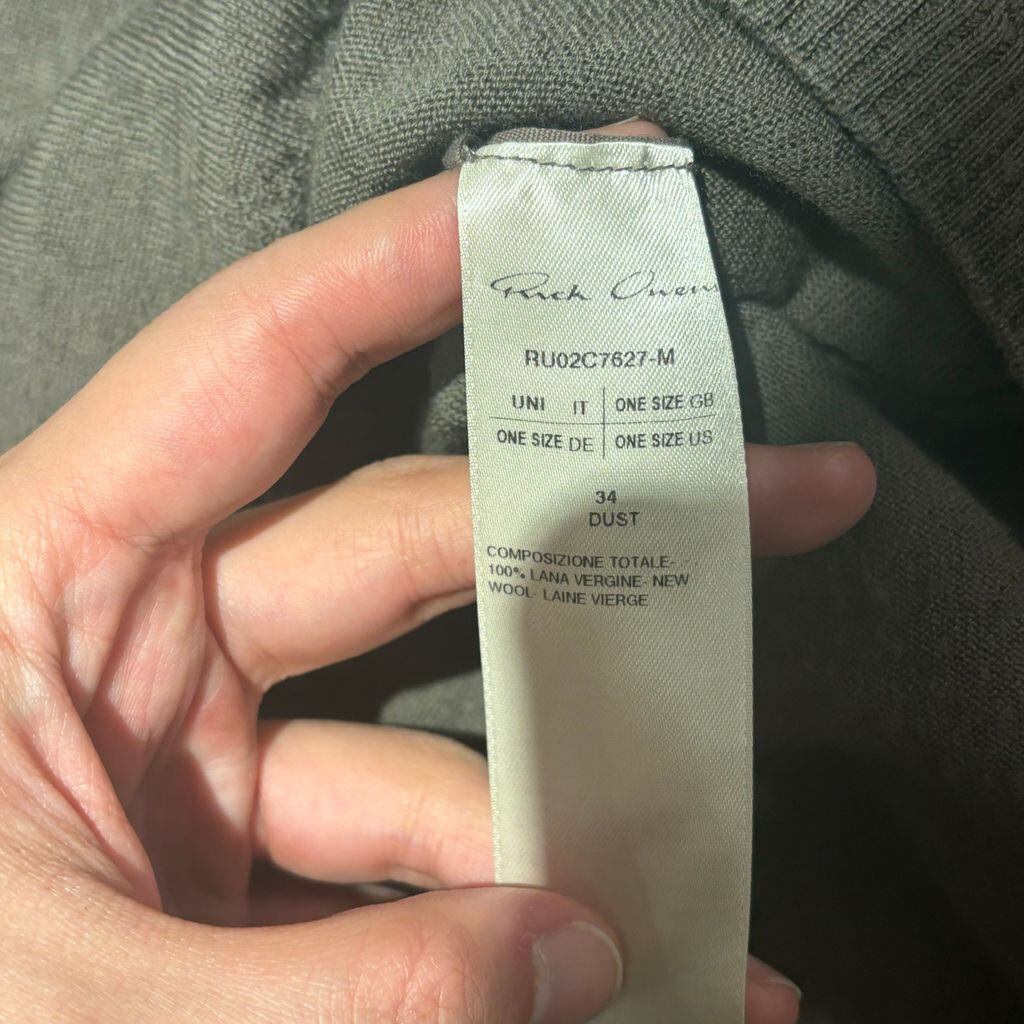 Rick Owens
RU02C7627-M
UNI IT ONE SIZE GB
ONE SIZE DE ONE SIZE US
34
DUST
COMPOSIZIONE TOTALE-
100% LANA VERGINE- NEW
WOOL- LAINE VIERGE